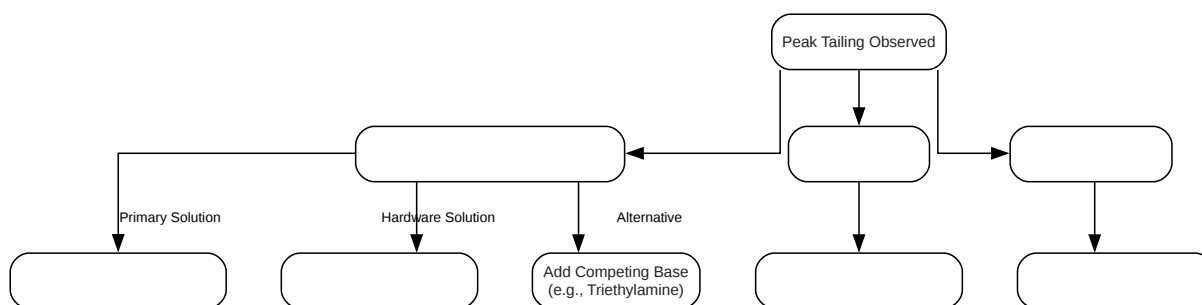 Peak Tailing Observed
Primary Solution
Hardware Solution
Alternative
Add Competing Base
(e.g., Triethylamine)